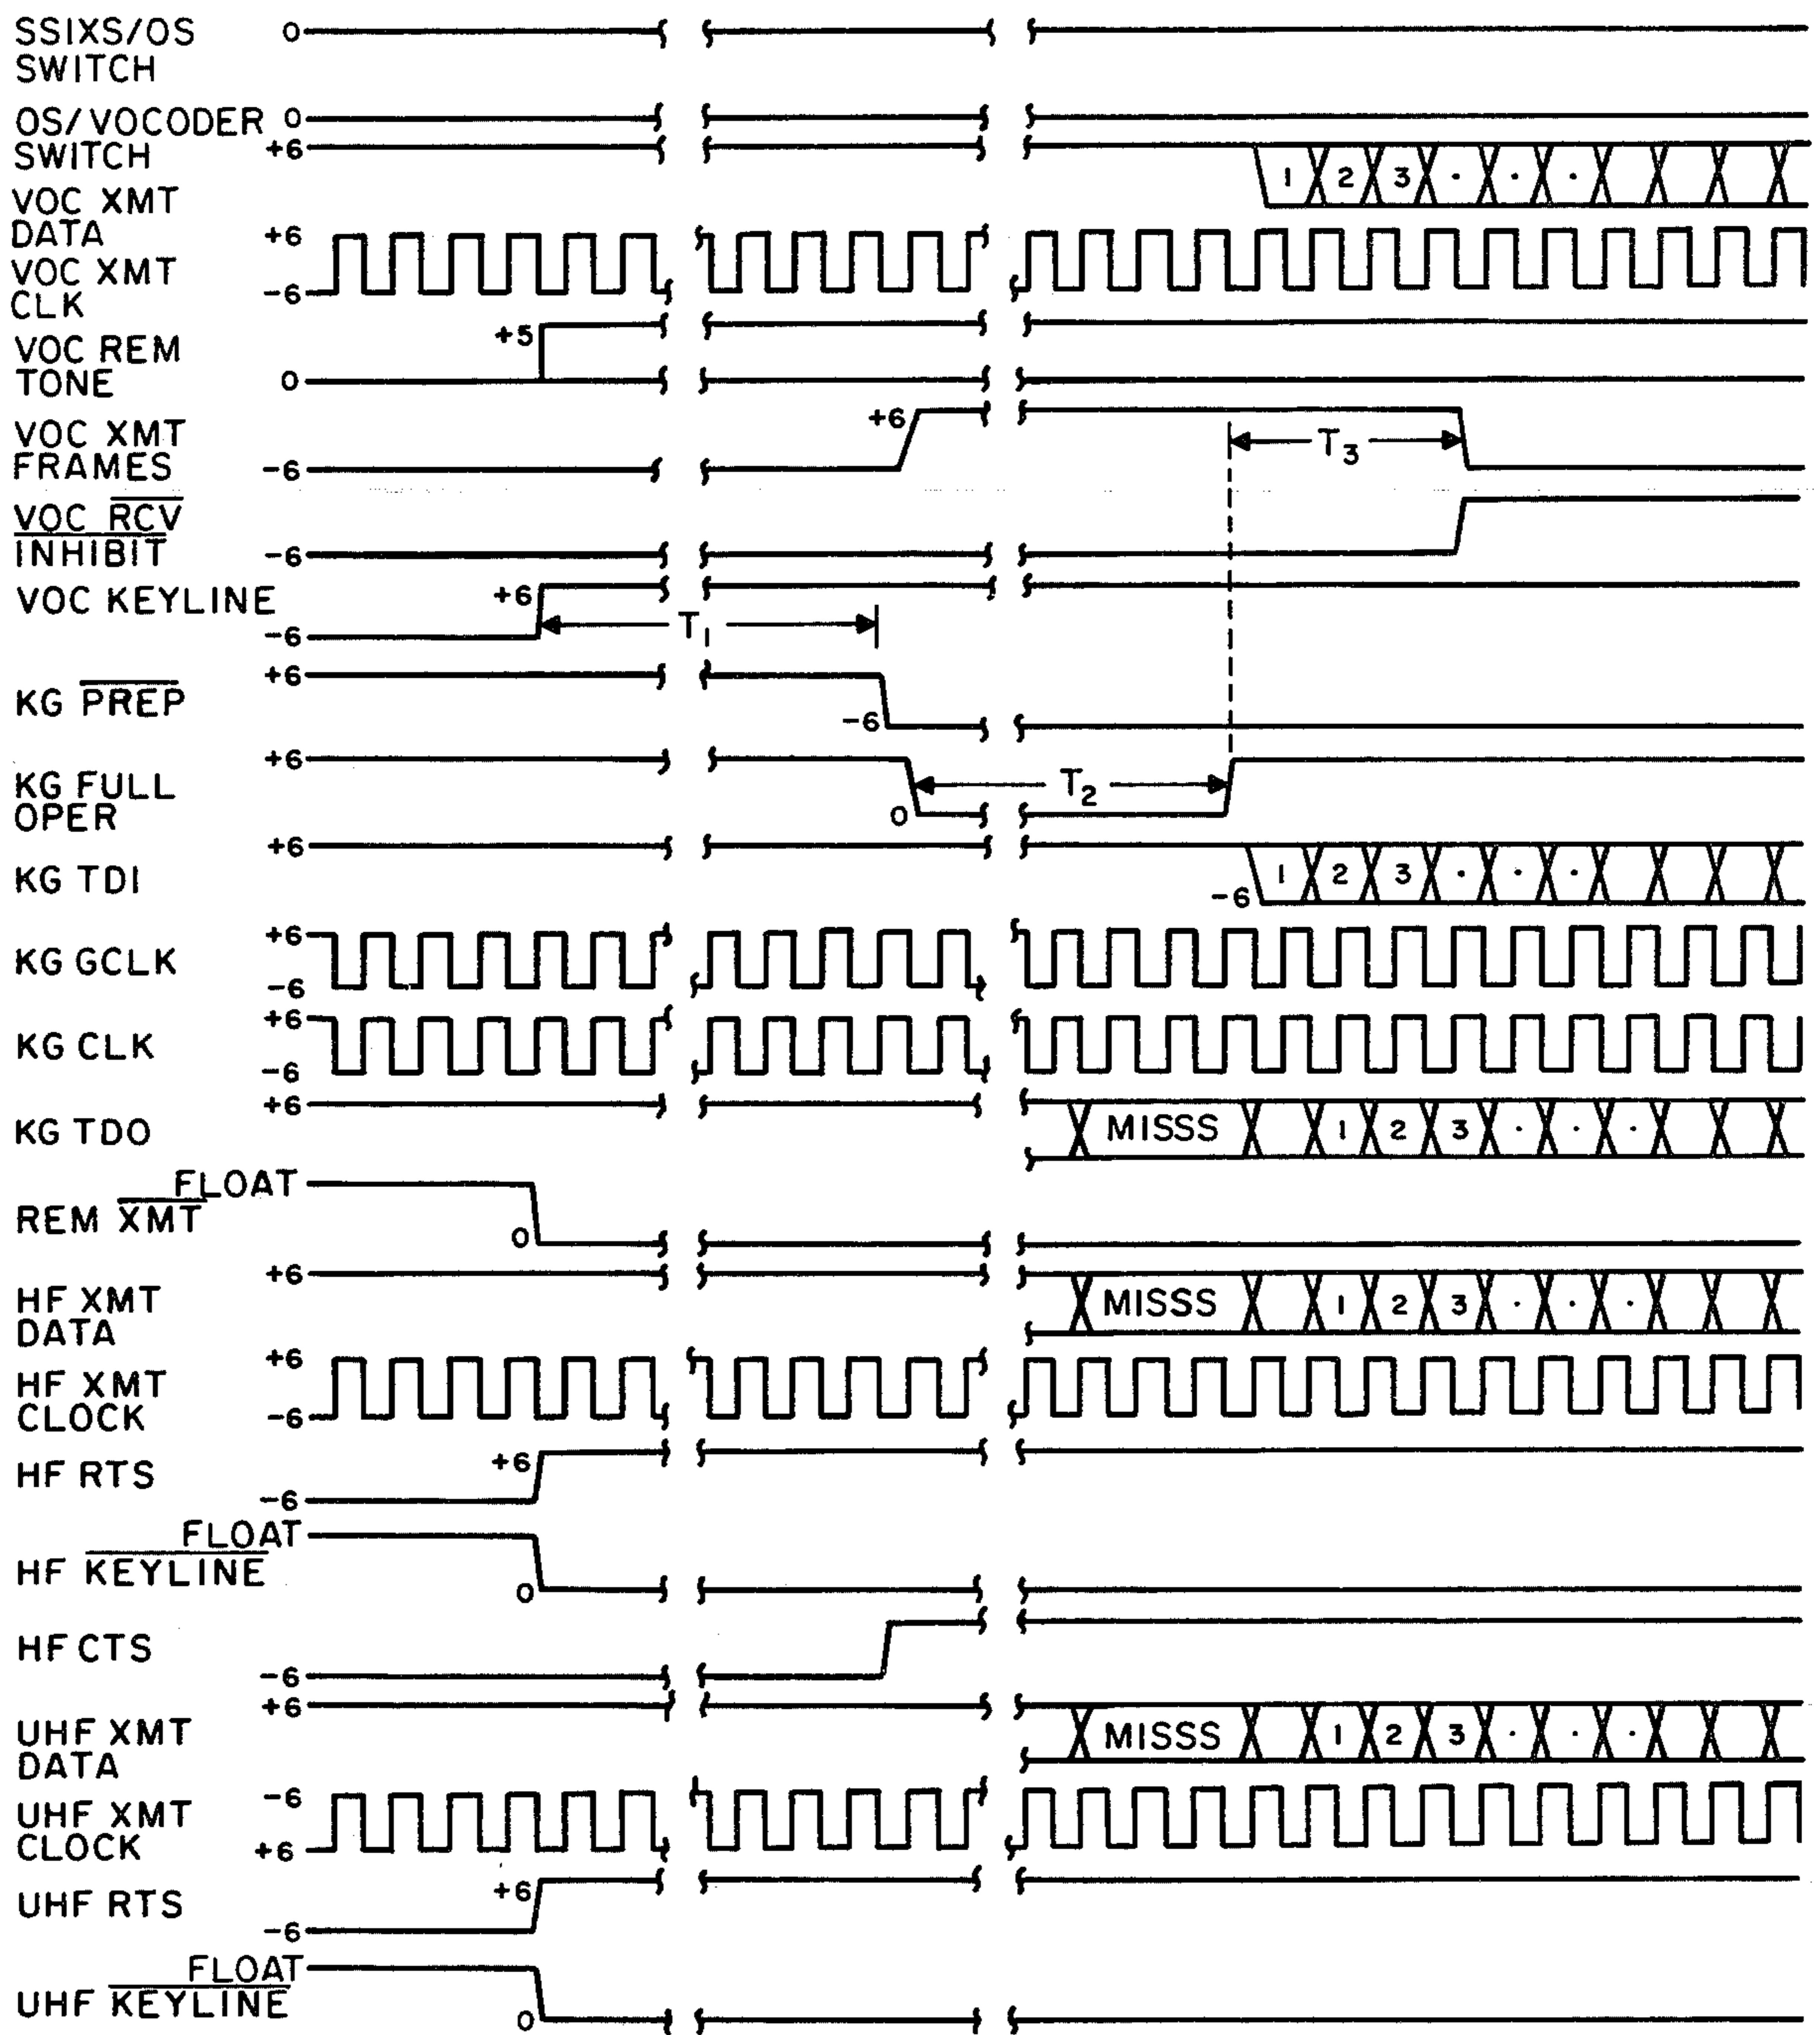 SSIXS/OS 0
SWITCH
OS/VOCODER 0
SWITCH +6
1 2 3 . . .
VOC XMT
DATA +6
VOC XMT
CLK -6
+5
VOC REM
TONE 0
+6
VOC XMT
FRAMES -6
T3
VOC RCV
INHIBIT -6
VOC KEYLINE +6
-6
T1
+6
KG PREP
-6
+6
KG FULL
OPER 0
T2
+6
KG TDI
-6 1 2 3 . . .
+6
KG GCLK
-6
+6
KG CLK
-6
+6
KG TDO MISSS 1 2 3 . . .
FLOAT
REM XMT 0
+6
HF XMT MISSS 1 2 3 . . .
DATA
+6
HF XMT
CLOCK -6
HF RTS +6
-6
FLOAT
HF KEYLINE 0
HF CTS
-6
+6
UHF XMT MISSS 1 2 3 . . .
DATA
-6
UHF XMT
CLOCK +6
UHF RTS +6
-6
FLOAT
UHF KEYLINE 0